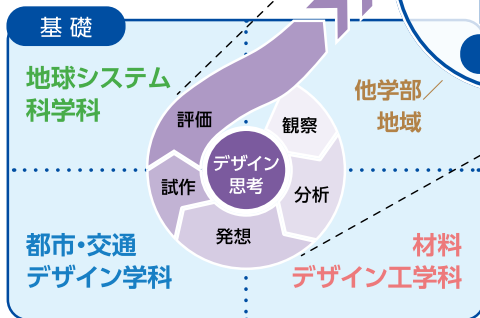 基礎
地球システム
科学科
他学部／
地域
評価
観察
デザイン
思考
試作
分析
発想
都市・交通
デザイン学科
材料
デザイン工学科